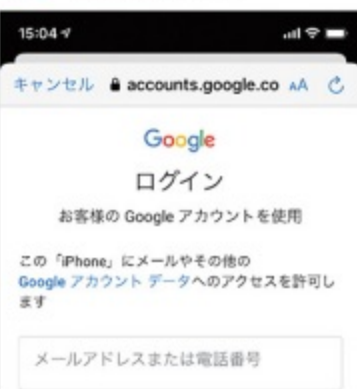 15:04
キャンセル accounts.google.co AA
Google
ログイン
お客様の Google アカウントを使用
この「iPhone」にメールやその他の
Google アカウント データへのアクセスを許可し
ます
メールアドレスまたは電話番号